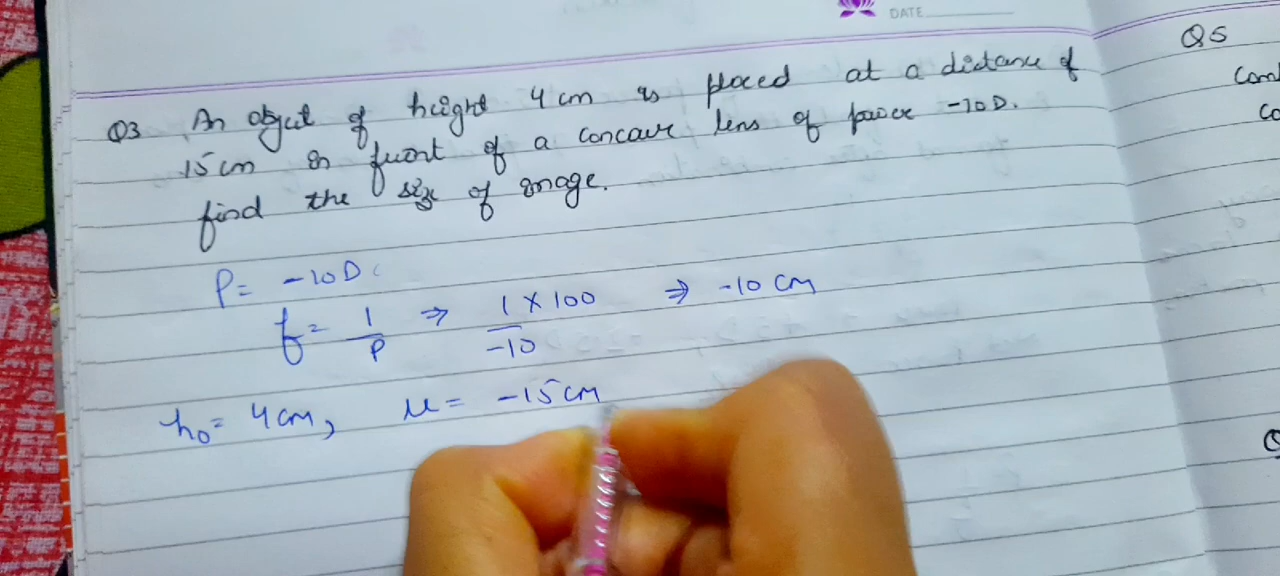 DATE
Q3 An object of height 4 cm is placed at a distance of
15 cm in front of a concave lens of power -10D.
find the size of image.
P = -10D
f = 1/P ⇒ 1 × 100/-10 ⇒ -10 cm
h₀ = 4 cm, u = -15 cm
Q5
Co